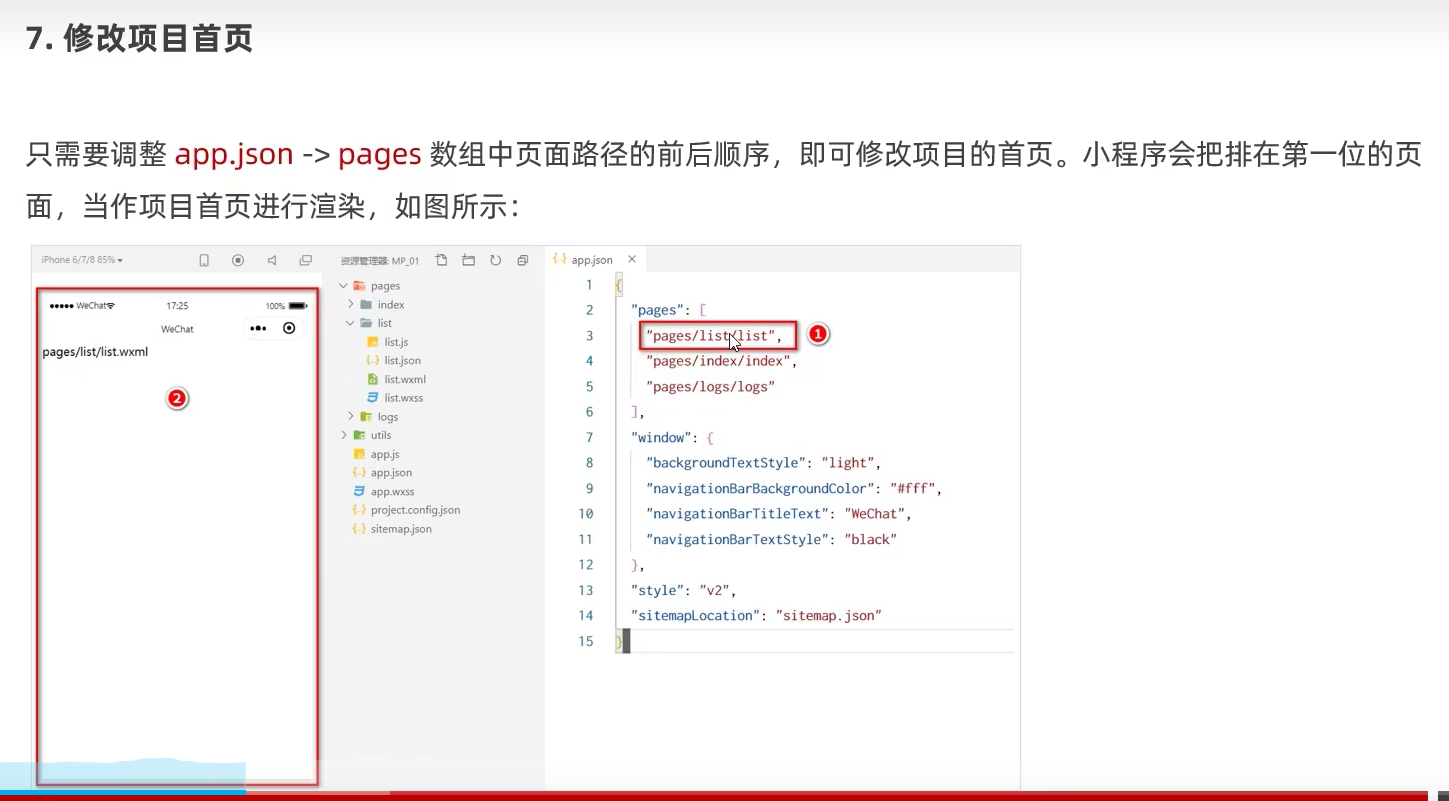 7. 修改项目首页
只需要调整 app.json -> pages 数组中页面路径的前后顺序，即可修改项目的首页。小程序会把排在第一位的页
面，当作项目首页进行渲染，如图所示：
iPhone 6/7/8 85%
WeChat
17:25
100%
WeChat
pages/list/list.wxml
2
资源管理器: MP_01
pages
index
list
list.js
list.json
list.wxml
list.wxss
logs
utils
app.js
app.json
app.wxss
project.config.json
sitemap.json
app.json
1 {
2 "pages": [
3 "pages/list/list",
1
4 "pages/index/index",
5 "pages/logs/logs"
6 ],
7 "window": {
8 "backgroundTextStyle": "light",
9 "navigationBarBackgroundColor": "#fff",
10 "navigationBarTitleText": "WeChat",
11 "navigationBarTextStyle": "black"
12 },
13 "style": "v2",
14 "sitemapLocation": "sitemap.json"
15 }